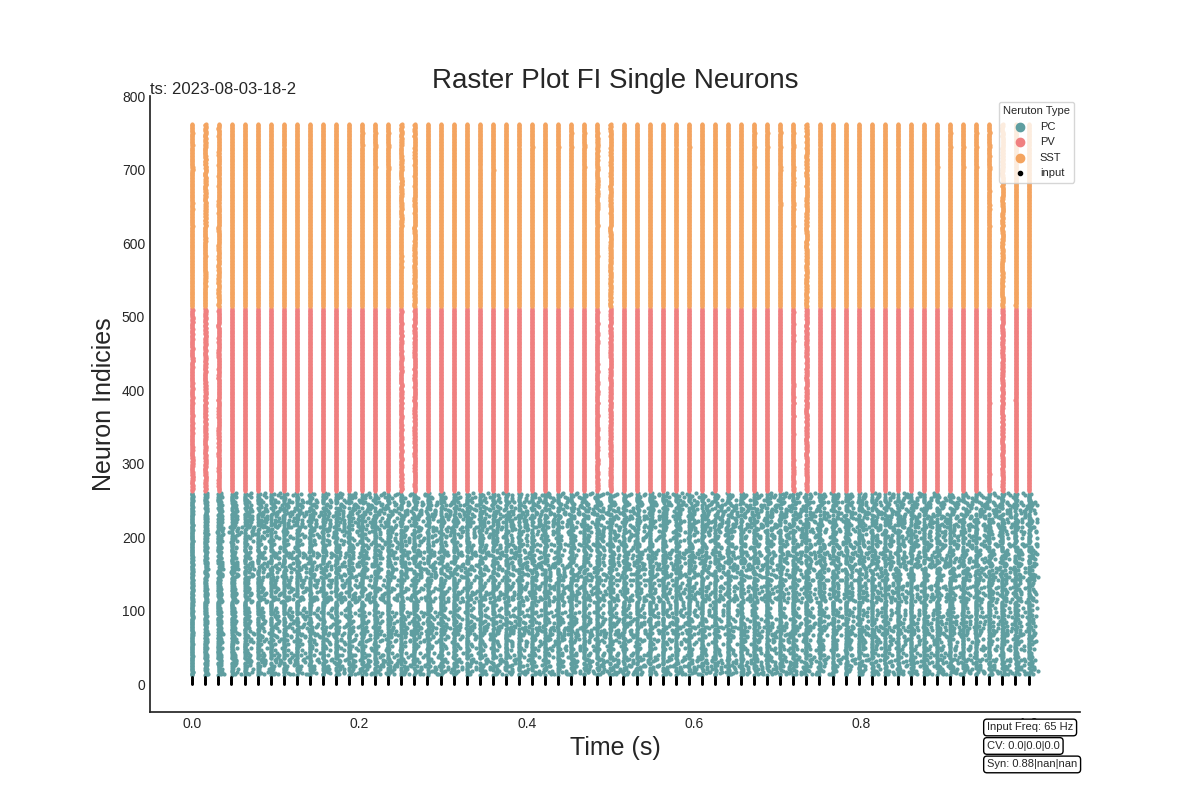 Raster Plot FI Single Neurons
ts: 2023-08-03-18-2
Neruton Type
PC
PV
SST
input
Neuron Indicies
800
700
600
500
400
300
200
100
0
0.0 0.2 0.4 0.6 0.8
Time (s)
Input Freq: 65 Hz
CV: 0.0|0.0|0.0
Syn: 0.88|nan|nan